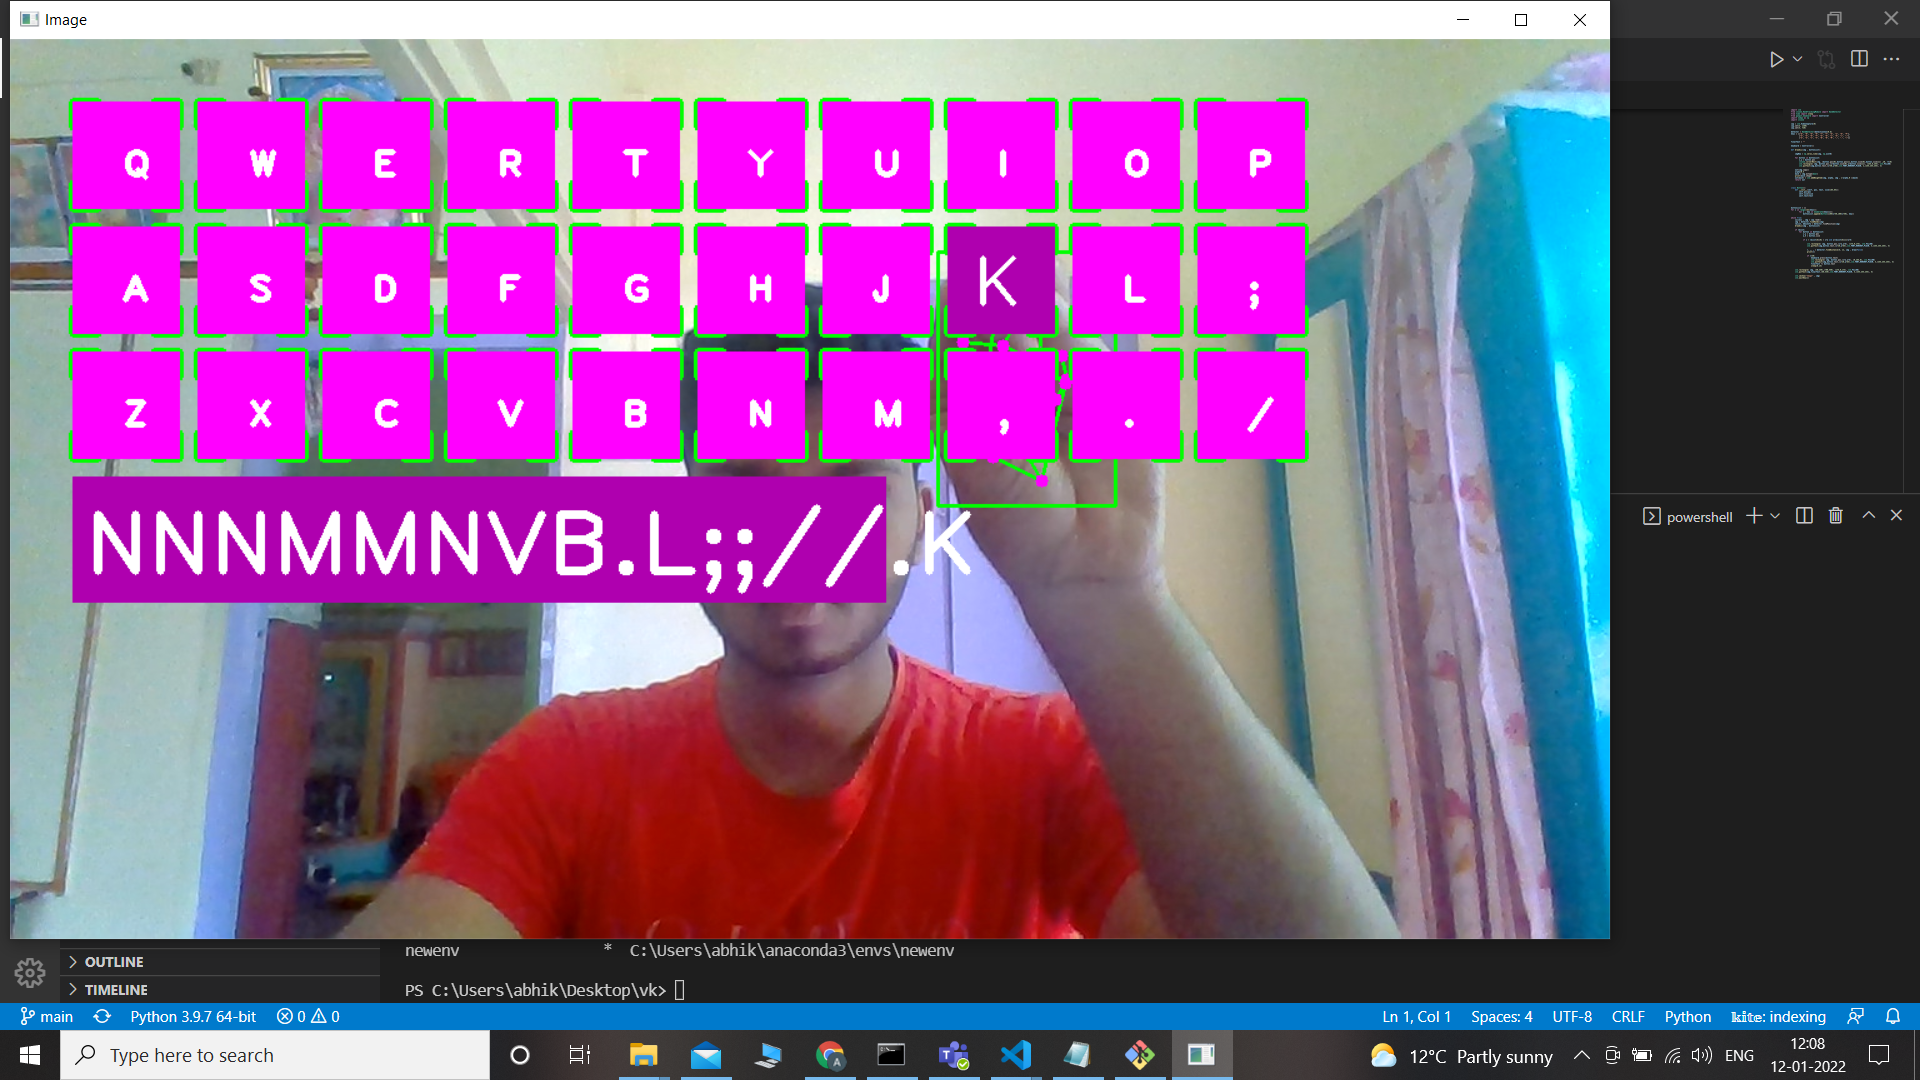 Image
Q W E R T Y U I O P
A S D F G H J K L ;
Z X C V B N M , . /
NNNMMNVB.L;;//.K
powershell
newenv * C:\Users\abhik\anaconda3\envs\newenv
OUTLINE
PS C:\Users\abhik\Desktop\vk>
TIMELINE
main Python 3.9.7 64-bit 0 0 Ln 1, Col 1 Spaces: 4 UTF-8 CRLF Python kite: indexing
Type here to search
A
12°C Partly sunny
ENG
12:08
12-01-2022